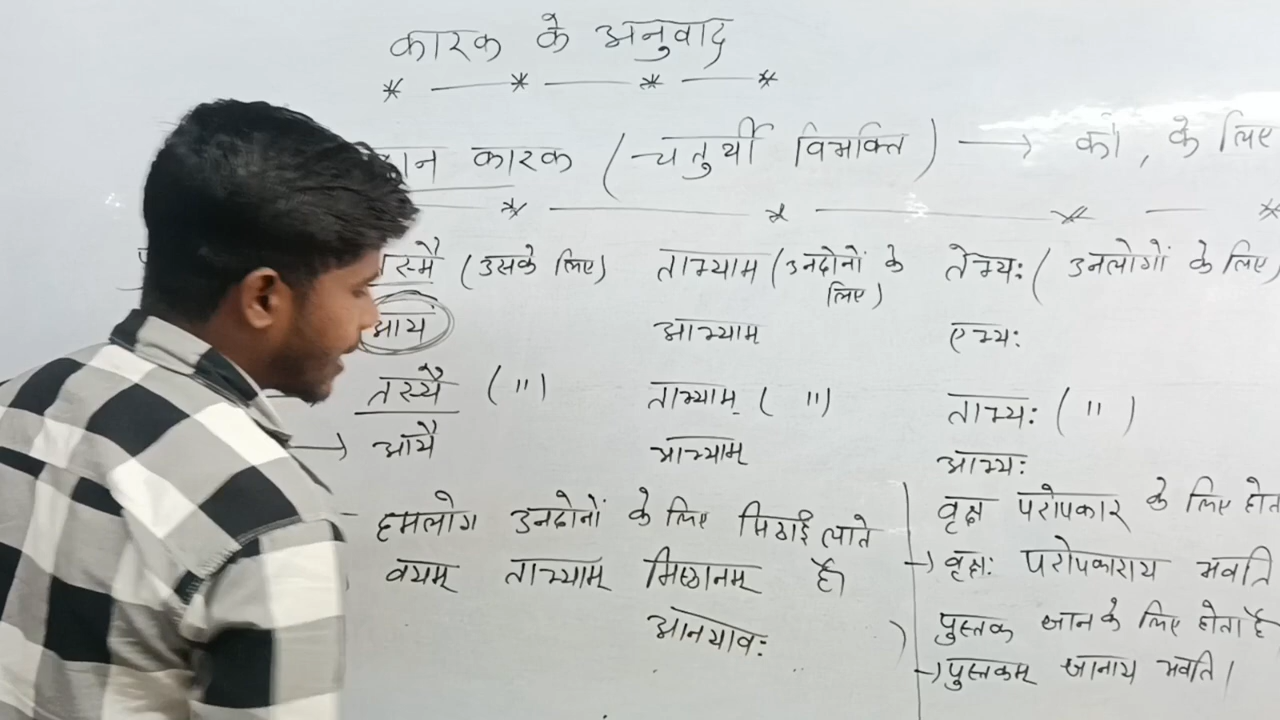 कारक के अनुवाद
दान कारक (चतुर्थी विभक्ति) → को, के लिए
तस्मै (उसके लिए) ताभ्याम (उनदोनों के लिए) तेभ्य: (उनलोगों के लिए)
आय आभ्याम एभ्य:
तस्यै (") ताभ्याम् (") ताभ्य: (")
→ आयै भ्याम् आभ्य:
हमलोग उनदोनों के लिए मिठाई लाते हैं
वयम् ताभ्याम् मिष्ठानम् आनयाव:
वृक्ष परोपकार के लिए होत
→ वृक्ष: परोपकाराय भवति
पुस्तक ज्ञान के लिए होता है
→ पुस्तकम् ज्ञानाय भवति।